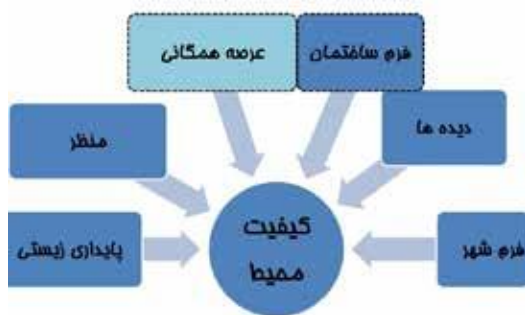 فرم ساختمان
عرصه همگانی
دیده ها
منظر
کیفیت
محیط
فرم شهر
پایداری زیستی